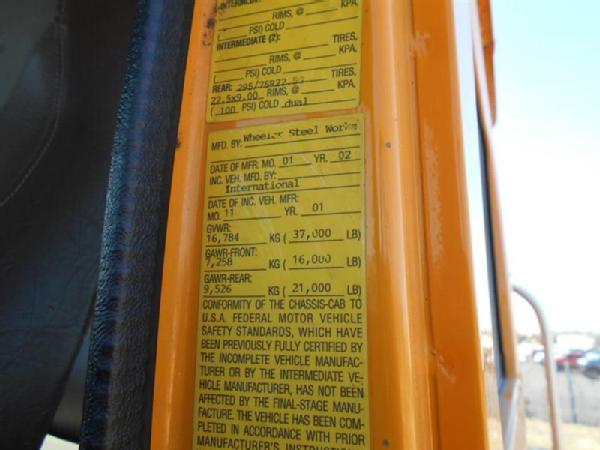 -INTERMEDI
KPA.
RIMS, @
( PSI) COLD
INTERMEDIATE (2): TIRES,
RIMS, @ KPA.
( PSI) COLD
REAR: 295/75R22.5G TIRES,
22.5x9.00 RIMS, @ KPA.
( 100 PSI) COLD dual
MFD. BY: Wheeler Steel Works
DATE OF MFR: MO. 01 YR. 02
INC. VEH. MFD. BY:
International
DATE OF INC. VEH. MFR:
MO. 11 YR. 01
GVWR:
16,784 KG ( 37,000 LB)
GAWR-FRONT:
7,258 KG ( 16,000 LB)
GAWR-REAR:
9,526 KG ( 21,000 LB)
CONFORMITY OF THE CHASSIS-CAB TO
U.S.A. FEDERAL MOTOR VEHICLE
SAFETY STANDARDS, WHICH HAVE
BEEN PREVIOUSLY FULLY CERTIFIED BY
THE INCOMPLETE VEHICLE MANUFAC-
TURER OR BY THE INTERMEDIATE VE-
HICLE MANUFACTURER, HAS NOT BEEN
AFFECTED BY THE FINAL-STAGE MANU-
FACTURE. THE VEHICLE HAS BEEN COM-
PLETED IN ACCORDANCE WITH PRIOR
MANUFACTURER'S INSTRUCT